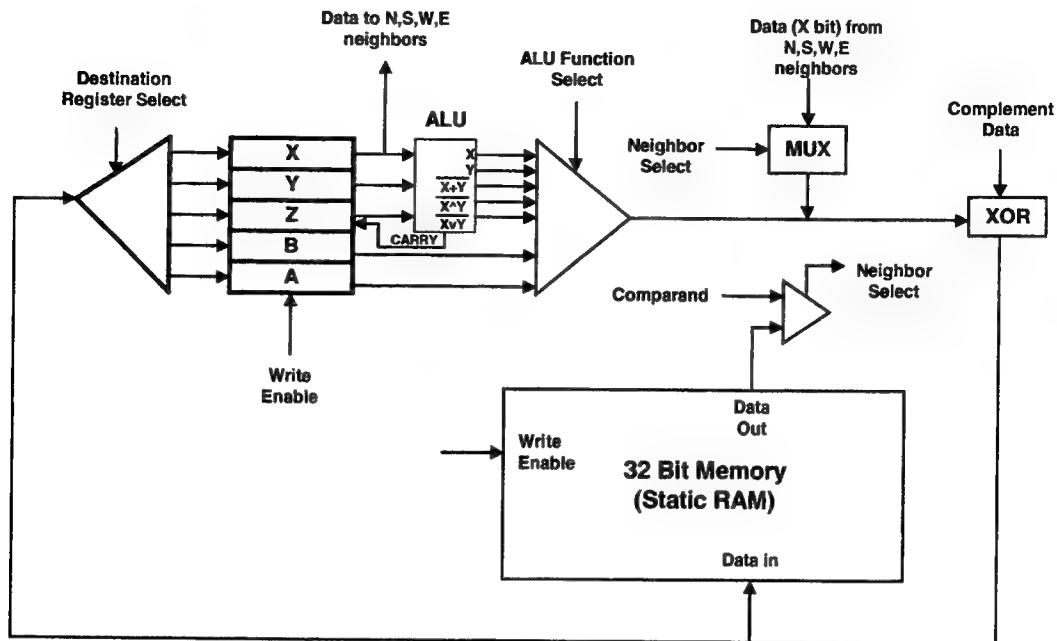 Data to N,S,W,E
neighbors
Data (X bit) from
N,S,W,E
neighbors
ALU Function
Select
Destination
Register Select
Complement
Data
ALU
Neighbor
Select
MUX
X
Y
Z
B
A
X
Y
X+Y
X^Y
XvY
CARRY
XOR
Comparand
Neighbor
Select
Write
Enable
Data
Out
Write
Enable
32 Bit Memory
(Static RAM)
Data in